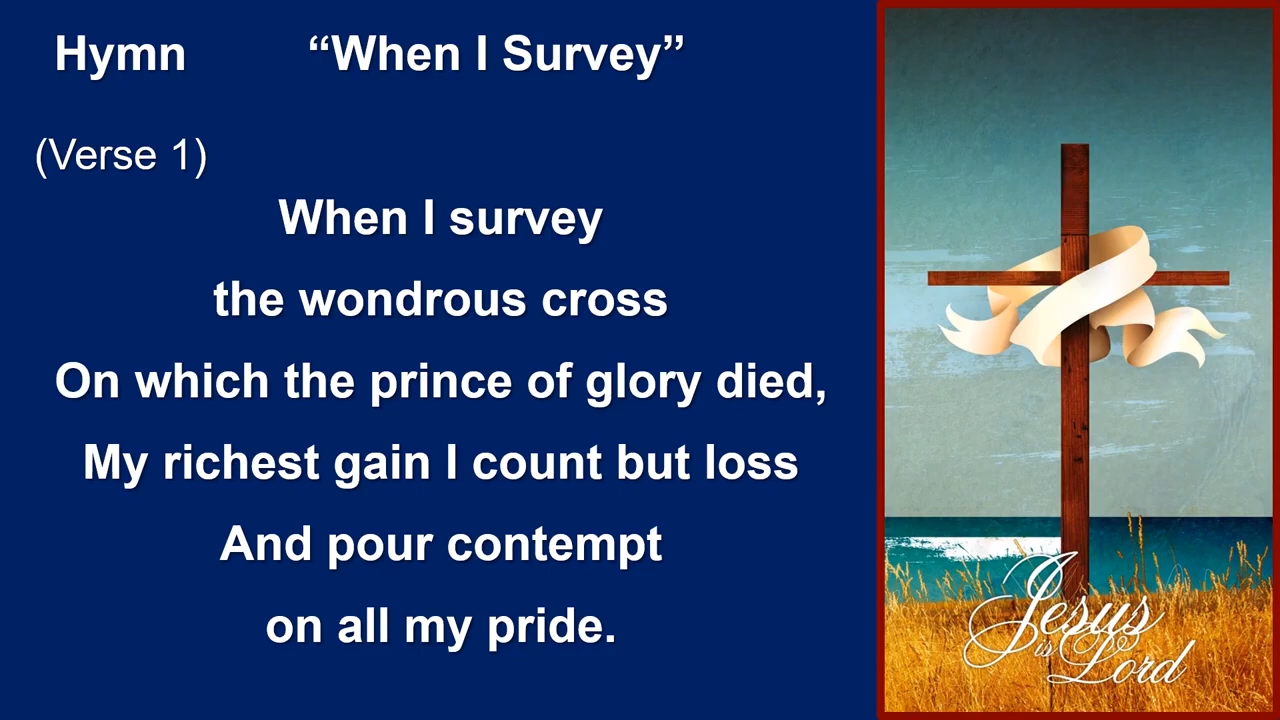 Hymn “When I Survey”
(Verse 1)
When I survey
the wondrous cross
On which the prince of glory died,
My richest gain I count but loss
And pour contempt
on all my pride.
Jesus
is Lord